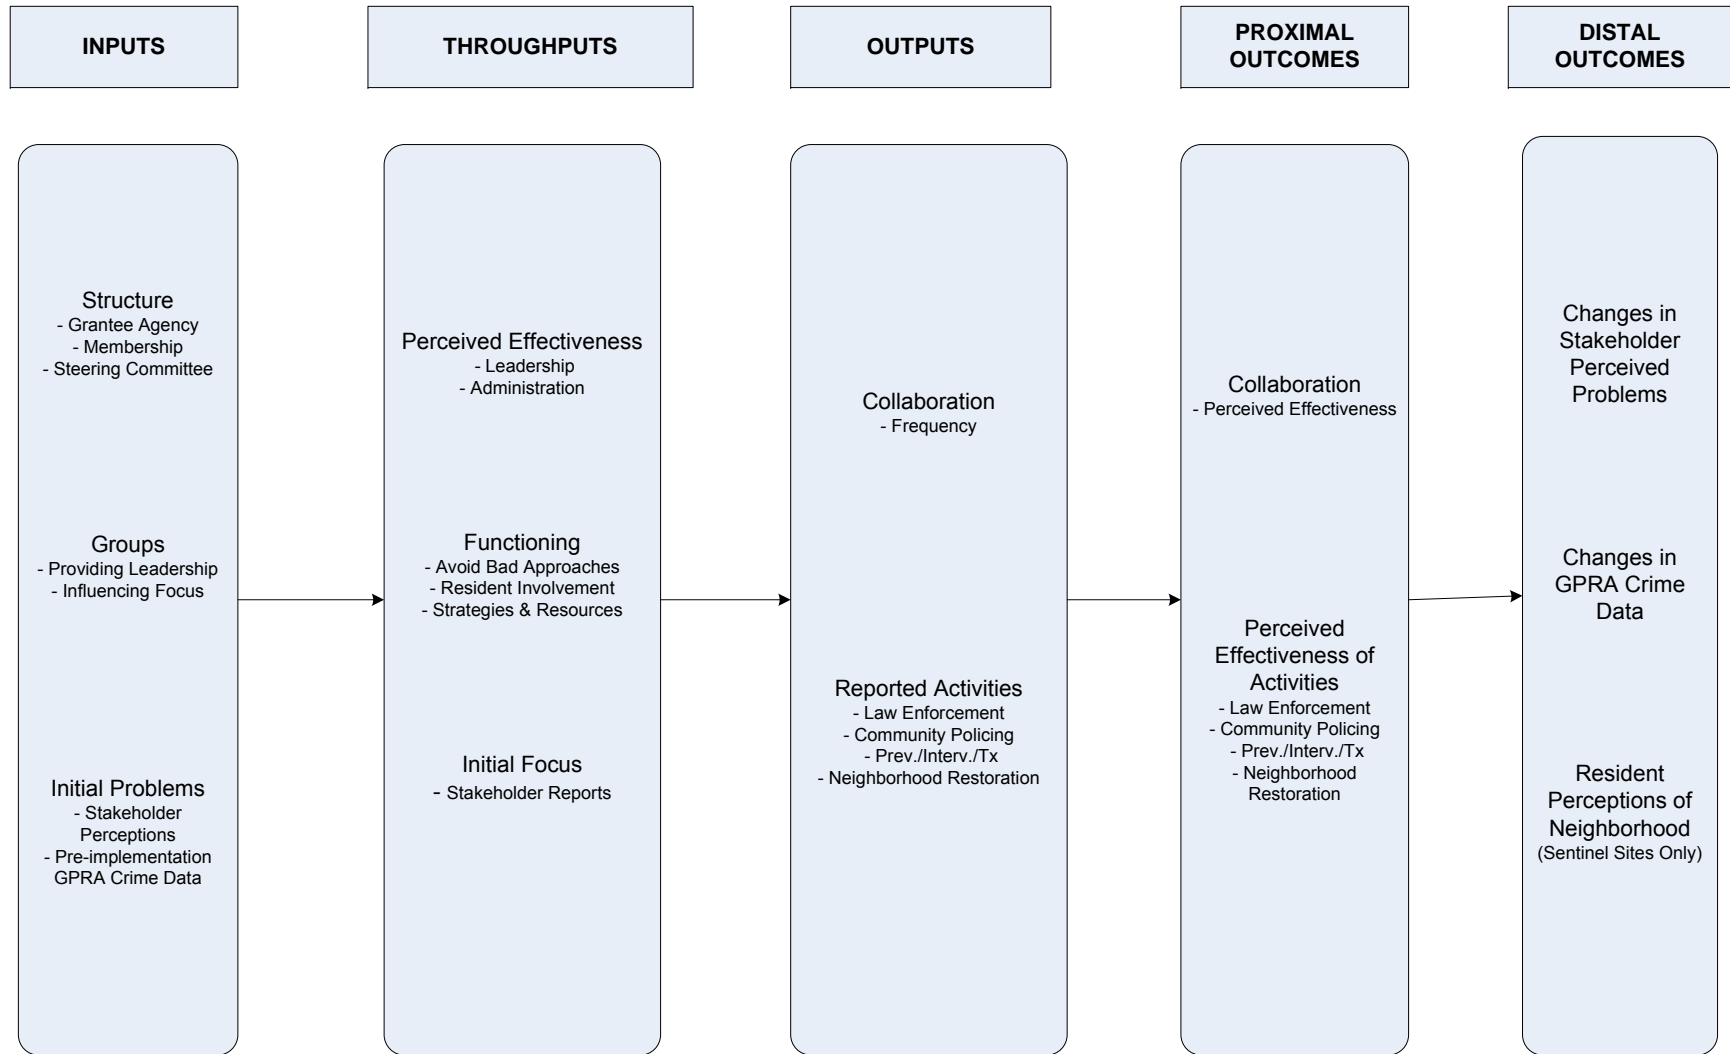 INPUTS
THROUGHPUTS
OUTPUTS
PROXIMAL
OUTCOMES
DISTAL
OUTCOMES
Structure
- Grantee Agency
- Membership
- Steering Committee
Groups
- Providing Leadership
- Influencing Focus
Initial Problems
- Stakeholder
Perceptions
- Pre-implementation
GPRA Crime Data
Perceived Effectiveness
- Leadership
- Administration
Functioning
- Avoid Bad Approaches
- Resident Involvement
- Strategies & Resources
Initial Focus
- Stakeholder Reports
Collaboration
- Frequency
Reported Activities
- Law Enforcement
- Community Policing
- Prev./Interv./Tx
- Neighborhood Restoration
Collaboration
- Perceived Effectiveness
Perceived
Effectiveness of
Activities
- Law Enforcement
- Community Policing
- Prev./Interv./Tx
- Neighborhood
Restoration
Changes in
Stakeholder
Perceived
Problems
Changes in
GPRA Crime
Data
Resident
Perceptions of
Neighborhood
(Sentinel Sites Only)